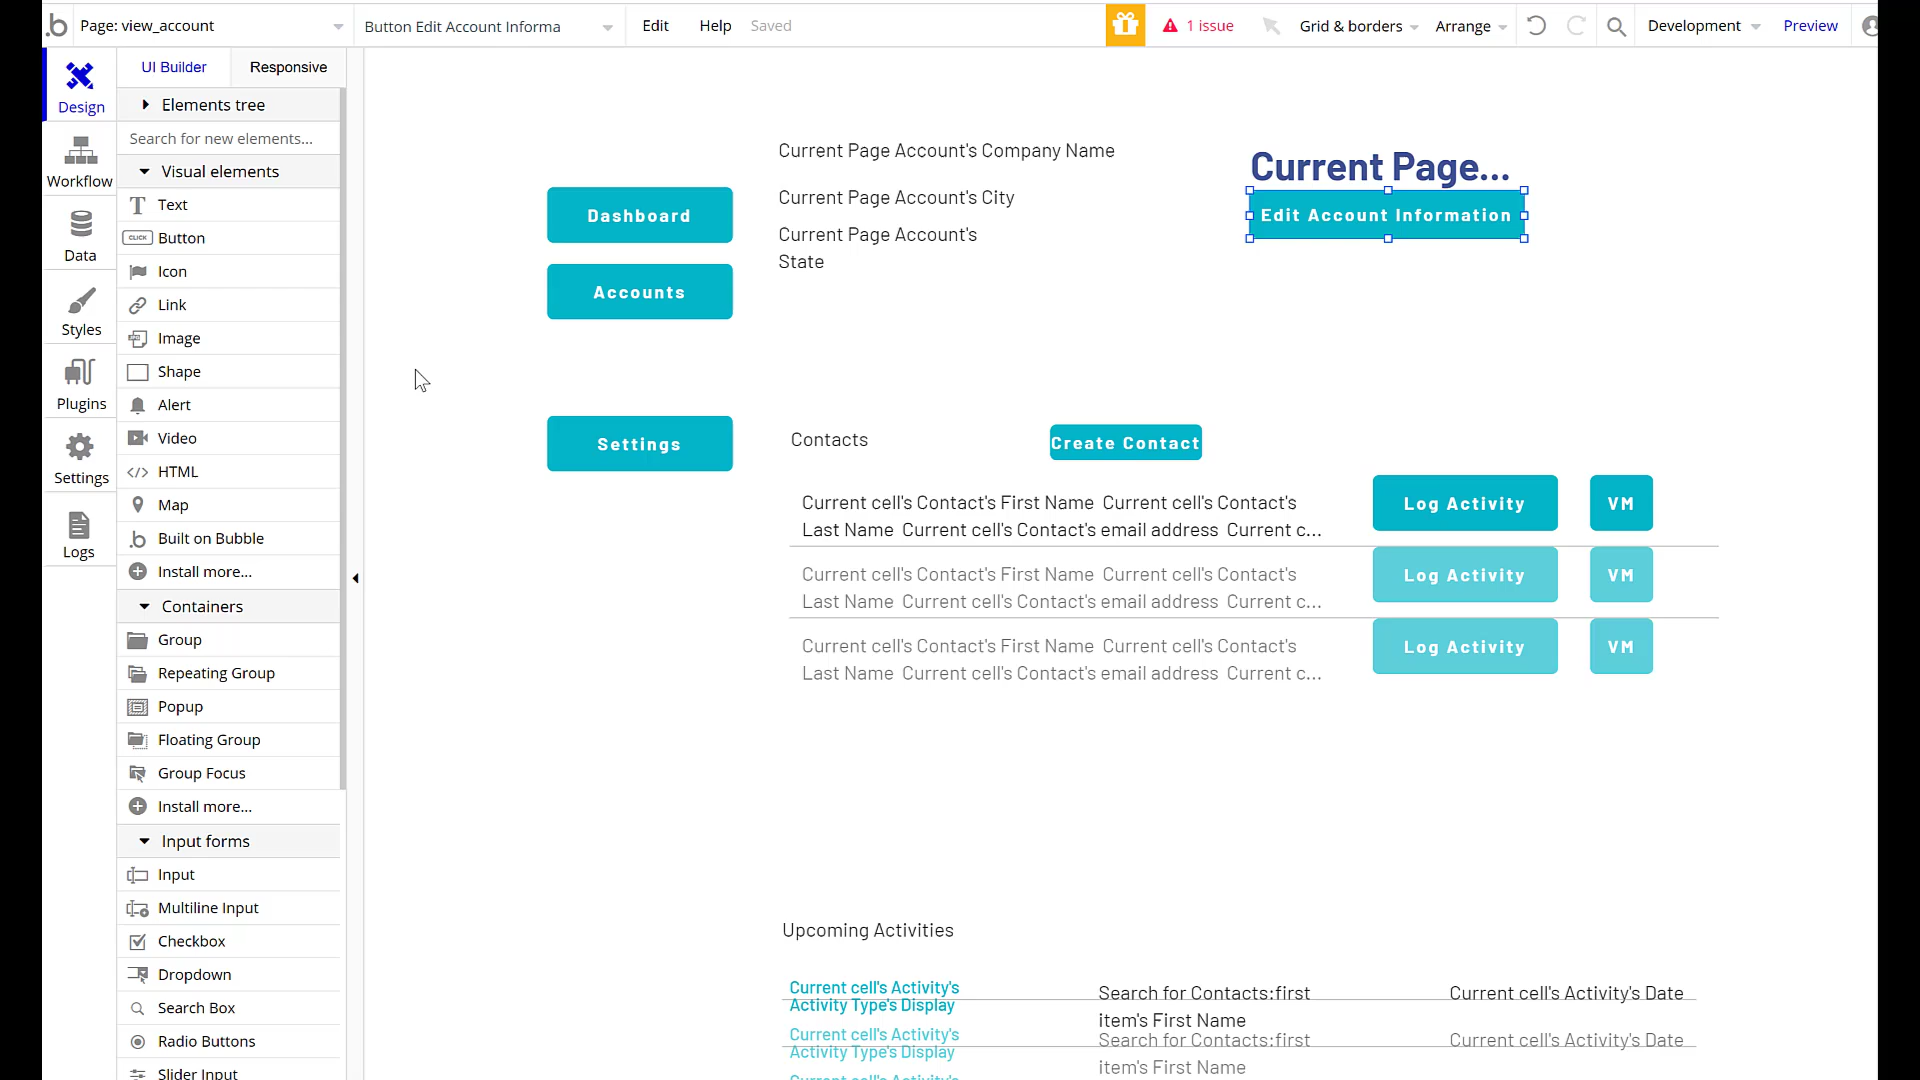 Page: view_account
Button Edit Account Informa
Edit
Help
Saved
1 issue
Grid & borders
Arrange
Development
Preview
Design
Workflow
Data
Styles
Plugins
Settings
Logs
UI Builder
Responsive
Elements tree
Search for new elements...
Visual elements
Text
CLICK Button
Icon
Link
Image
Shape
Alert
Video
HTML
Map
Built on Bubble
Install more...
Containers
Group
Repeating Group
Popup
Floating Group
Group Focus
Install more...
Input forms
Input
Multiline Input
Checkbox
Dropdown
Search Box
Radio Buttons
Slider Input
Dashboard
Accounts
Settings
Current Page Account's Company Name
Current Page Account's City
Current Page Account's
State
Current Page...
Edit Account Information
Contacts
Create Contact
Current cell's Contact's First Name Current cell's Contact's
Last Name Current cell's Contact's email address Current c...
Log Activity
VM
Current cell's Contact's First Name Current cell's Contact's
Last Name Current cell's Contact's email address Current c...
Log Activity
VM
Current cell's Contact's First Name Current cell's Contact's
Last Name Current cell's Contact's email address Current c...
Log Activity
VM
Upcoming Activities
Current cell's Activity's
Activity Type's Display
Search for Contacts:first
item's First Name
Current cell's Activity's Date
Current cell's Activity's
Activity Type's Display
Search for Contacts:first
item's First Name
Current cell's Activity's Date